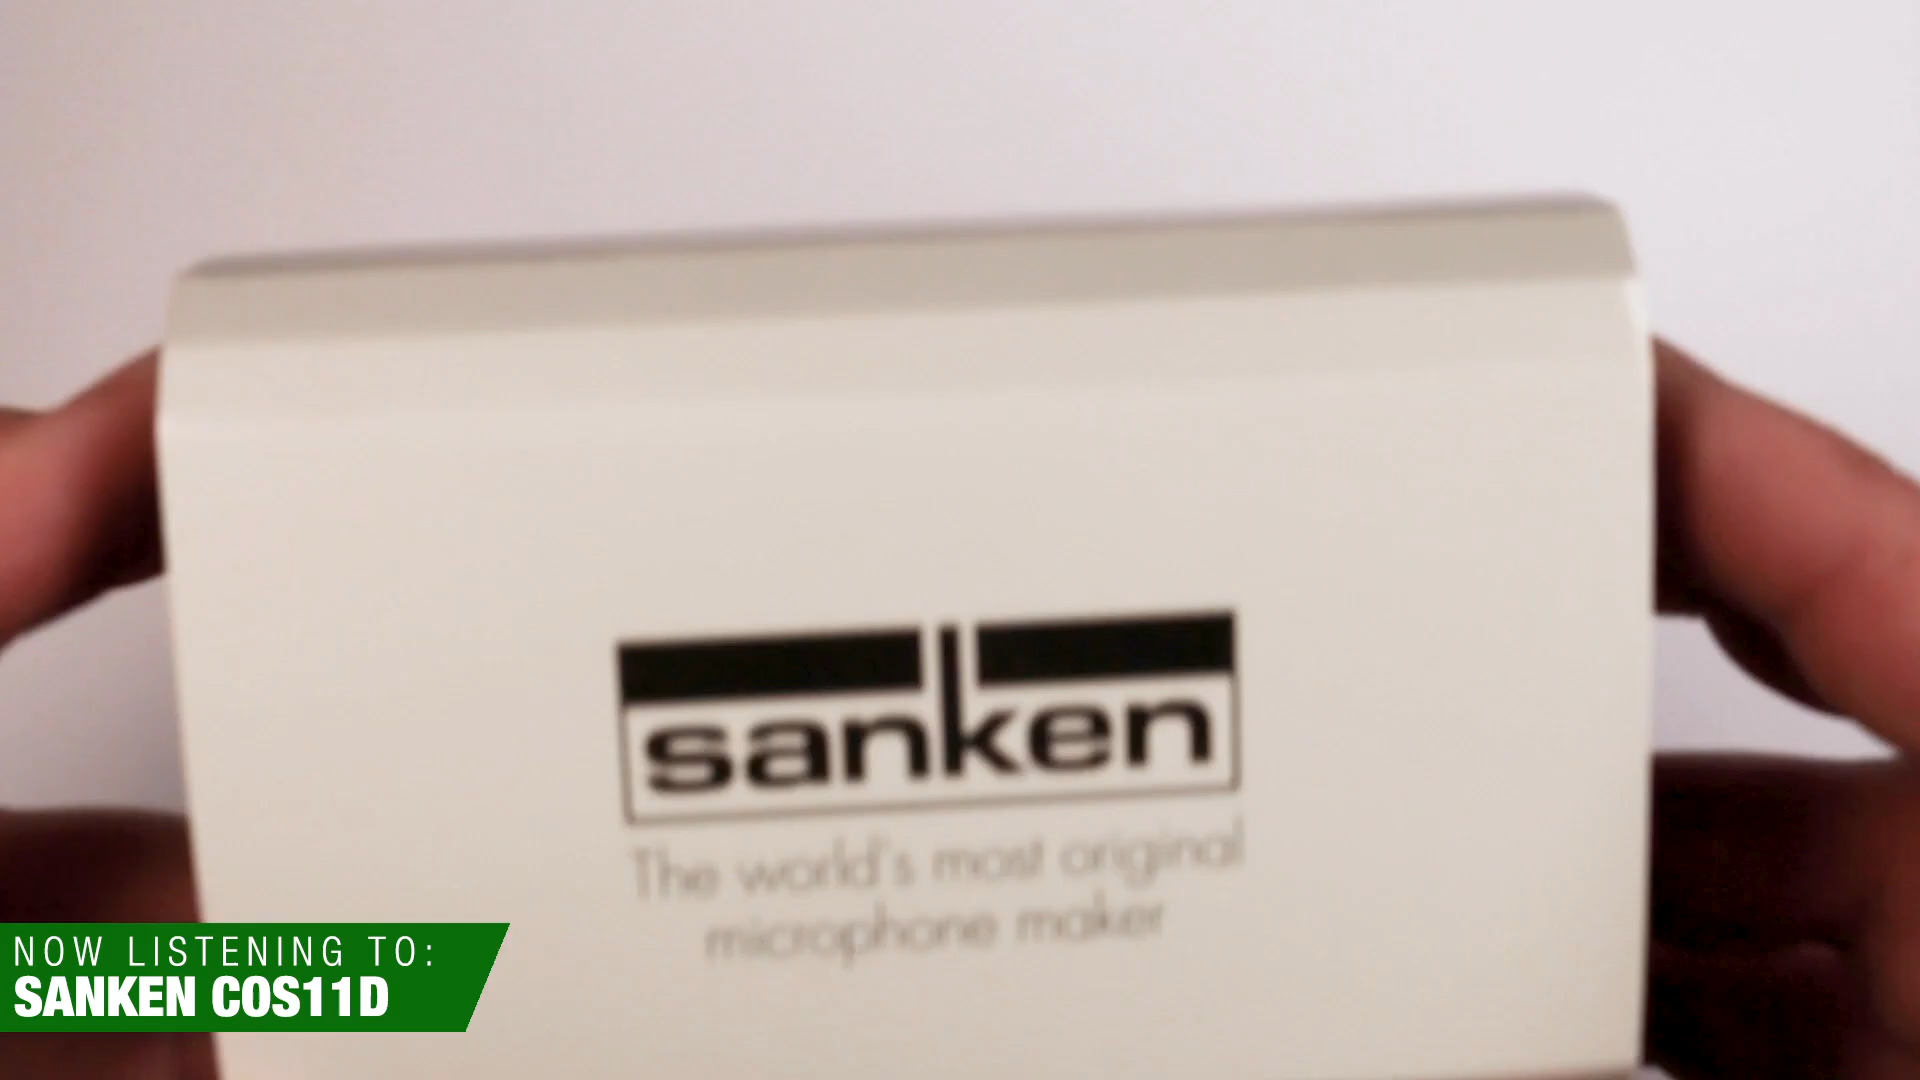 sanken
The world's most original
microphone maker
NOW LISTENING TO:
SANKEN COS11D